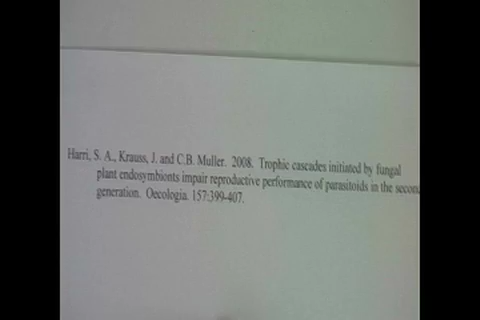 Harri, S. A., Krauss, J. and C.B. Muller. 2008. Trophic cascades initiated by fungal
plant endosymbionts impair reproductive performance of parasitoids in the second
generation. Oecologia. 157:399-407.